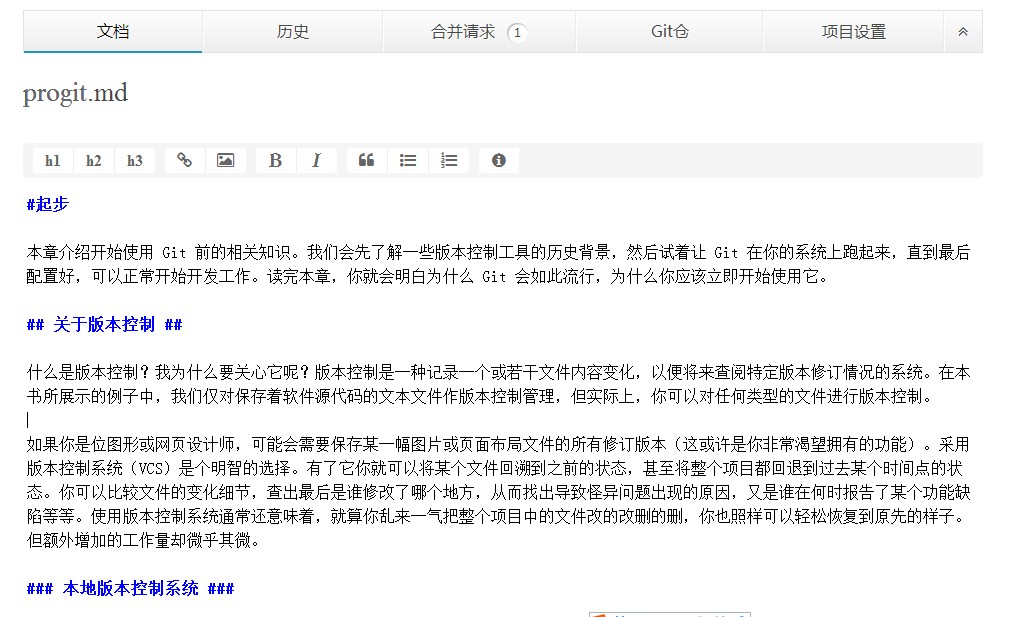 文档 历史 合并请求 1 Git仓 项目设置
progit.md
h1 h2 h3 B I
#起步
本章介绍开始使用 Git 前的相关知识。我们会先了解一些版本控制工具的历史背景，然后试着让 Git 在你的系统上跑起来，直到最后
配置好，可以正常开始开发工作。读完本章，你就会明白为什么 Git 会如此流行，为什么你应该立即开始使用它。
## 关于版本控制 ##
什么是版本控制？我为什么要关心它呢？版本控制是一种记录一个或若干文件内容变化，以便将来查阅特定版本修订情况的系统。在本
书所展示的例子中，我们仅对保存着软件源代码的文本文件作版本控制管理，但实际上，你可以对任何类型的文件进行版本控制。
如果你是位图形或网页设计师，可能会需要保存某一幅图片或页面布局文件的所有修订版本（这或许是你非常渴望拥有的功能）。采用
版本控制系统（VCS）是个明智的选择。有了它你就可以将某个文件回溯到之前的状态，甚至将整个项目都回退到过去某个时间点的状
态。你可以比较文件的变化细节，查出最后是谁修改了哪个地方，从而找出导致怪异问题出现的原因，又是谁在何时报告了某个功能缺
陷等等。使用版本控制系统通常还意味着，就算你乱来一气把整个项目中的文件改的改删的删，你也照样可以轻松恢复到原先的样子。
但额外增加的工作量却微乎其微。
### 本地版本控制系统 ###